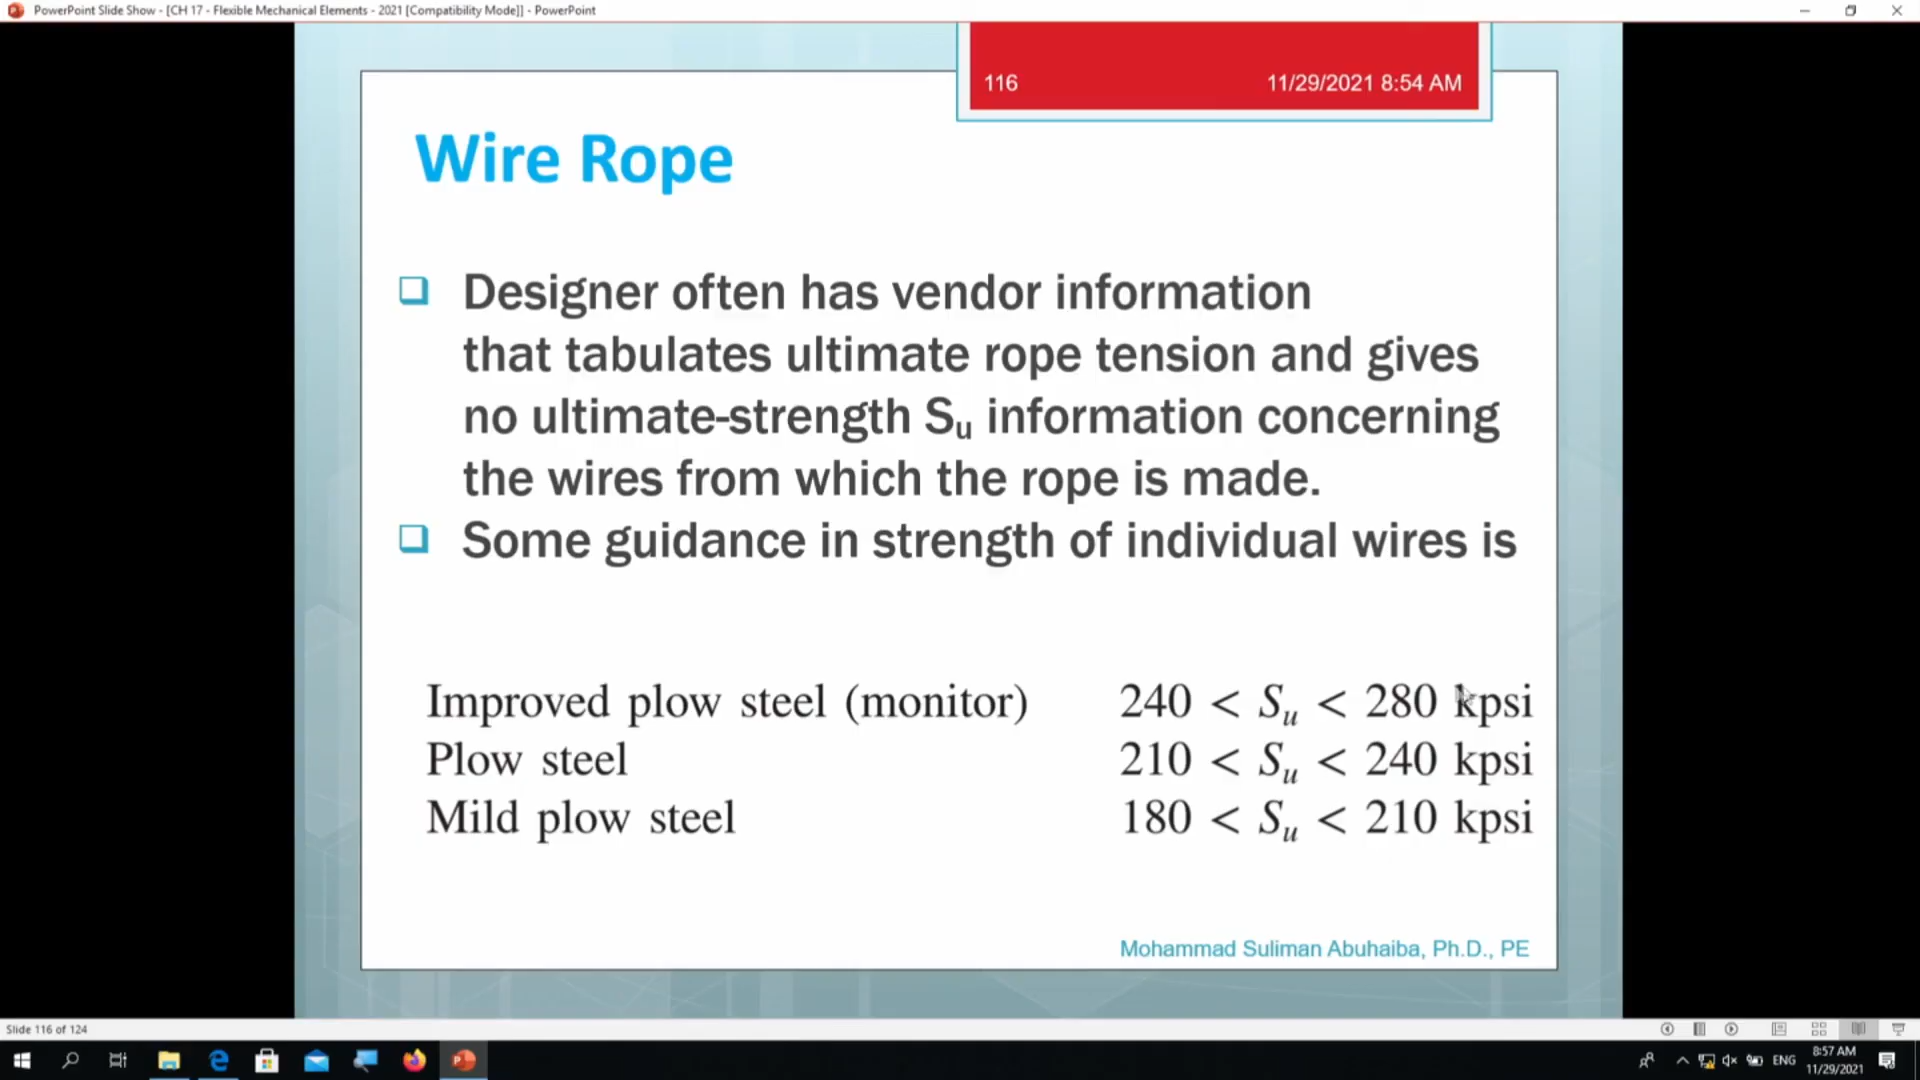 PowerPoint Slide Show - [CH 17 - Flexible Mechanical Elements - 2021 [Compatibility Mode]] - PowerPoint
116
11/29/2021 8:54 AM
Wire Rope
Designer often has vendor information
that tabulates ultimate rope tension and gives
no ultimate-strength Su information concerning
the wires from which the rope is made.
Some guidance in strength of individual wires is
Improved plow steel (monitor) 240 < Su < 280 kpsi
Plow steel 210 < Su < 240 kpsi
Mild plow steel 180 < Su < 210 kpsi
Mohammad Suliman Abuhaiba, Ph.D., PE
Slide 116 of 124
ENG
8:57 AM
11/29/2021